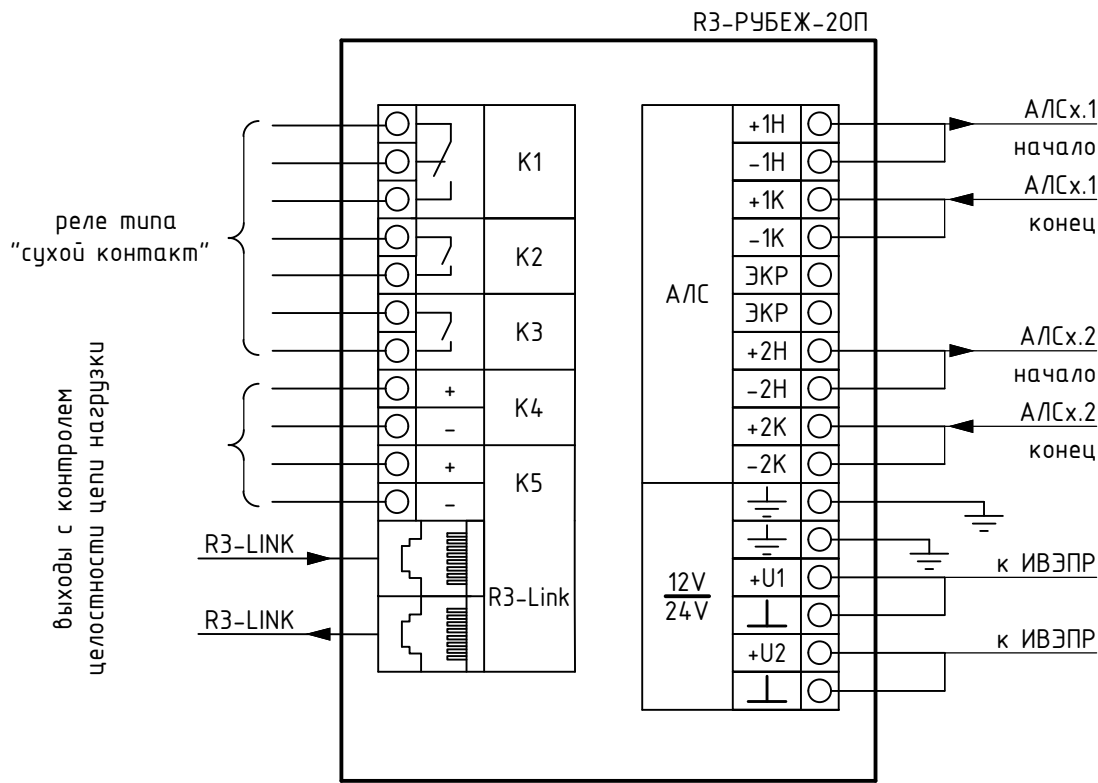 R3-РУБЕЖ-2ОП
реле типа
"сухой контакт"
выходы с контролем
целостности цепи нагрузки
R3-LINK
R3-LINK
K1
K2
K3
+
-
K4
+
-
K5
R3-Link
АЛС
12V
24V
+1Н
-1Н
+1К
-1К
ЭКР
ЭКР
+2Н
-2Н
+2К
-2К
+U1
+U2
АЛСх.1
начало
АЛСх.1
конец
АЛСх.2
начало
АЛСх.2
конец
к ИВЭПР
к ИВЭПР